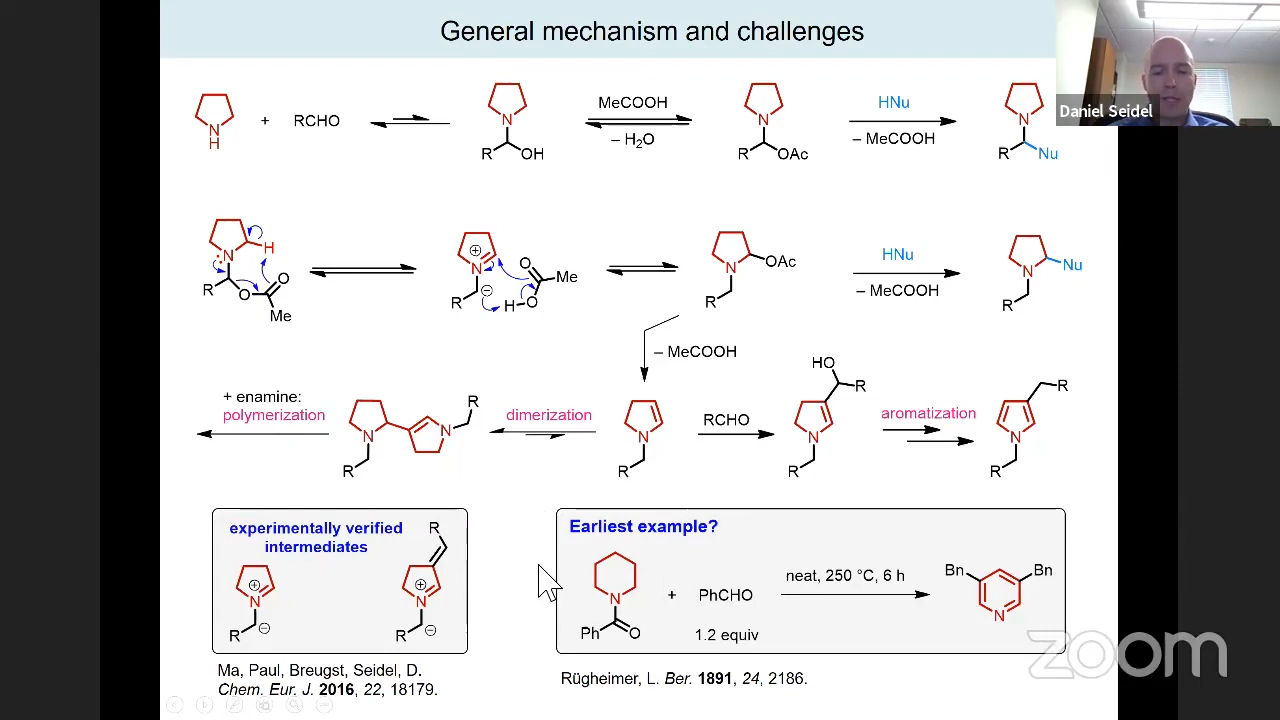 General mechanism and challenges
Daniel Seidel
N
H
+
RCHO
N
R
OH
MeCOOH
– H2O
N
R
OAc
HNu
– MeCOOH
N
R
Nu
H
N
R
O
O
Me
+
N
R
–
O
Me
H
O
N
OAc
R
HNu
– MeCOOH
N
Nu
R
– MeCOOH
+ enamine:
polymerization
N
R
N
R
dimerization
N
R
RCHO
HO
R
N
R
aromatization
R
N
R
experimentally verified
intermediates
+
N
R
–
R
+
N
R
–
Ma, Paul, Breugst, Seidel, D.
Chem. Eur. J. 2016, 22, 18179.
Earliest example?
N
Ph
O
+
PhCHO
1.2 equiv
neat, 250 °C, 6 h
Bn
Bn
N
Rügheimer, L. Ber. 1891, 24, 2186.
zoom